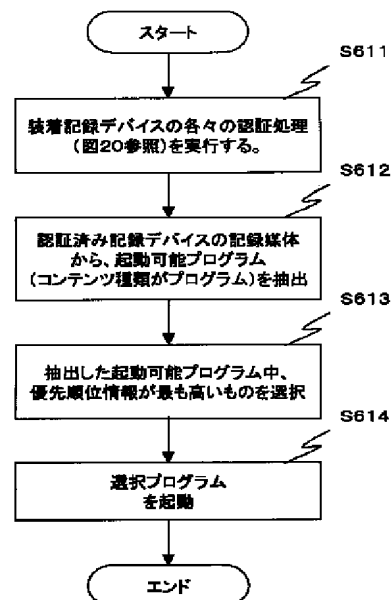 スタート
S611
装着記録デバイスの各々の認証処理
(図20参照)を実行する。
S612
認証済み記録デバイスの記録媒体
から、起動可能プログラム
(コンテンツ種類がプログラム)を抽出
S613
抽出した起動可能プログラム中、
優先順位情報が最も高いものを選択
S614
選択プログラム
を起動
エンド